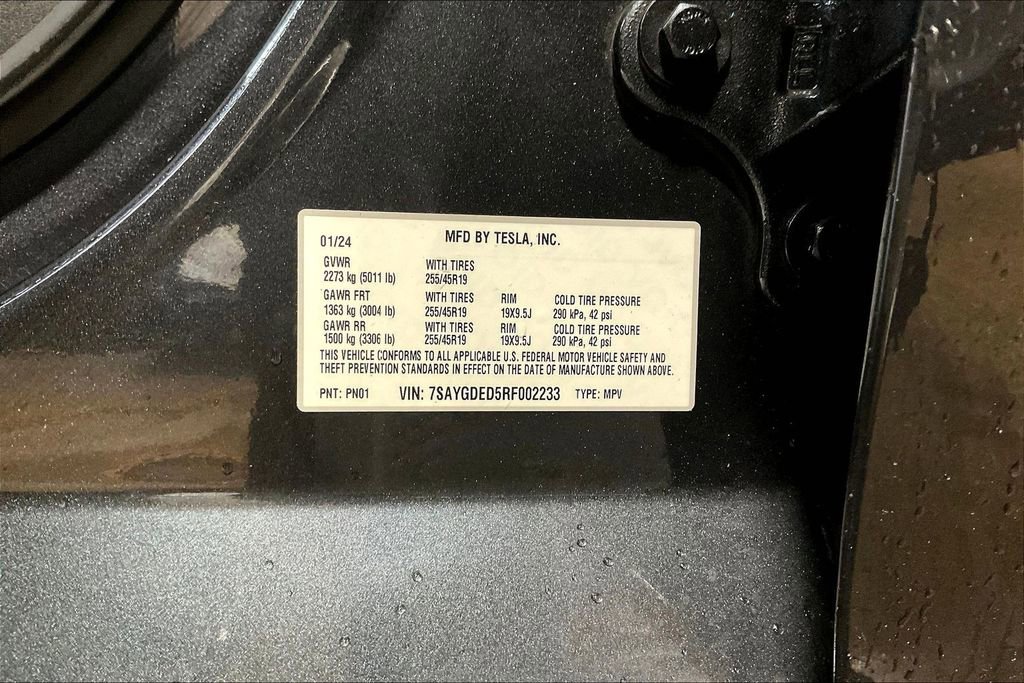 01/24 MFD BY TESLA, INC.
GVWR WITH TIRES
2273 kg (5011 lb) 255/45R19
GAWR FRT WITH TIRES RIM COLD TIRE PRESSURE
1363 kg (3004 lb) 255/45R19 19X9.5J 290 kPa, 42 psi
GAWR RR WITH TIRES RIM COLD TIRE PRESSURE
1500 kg (3306 lb) 255/45R19 19X9.5J 290 kPa, 42 psi
THIS VEHICLE CONFORMS TO ALL APPLICABLE U.S. FEDERAL MOTOR VEHICLE SAFETY AND
THEFT PREVENTION STANDARDS IN EFFECT ON THE DATE OF MANUFACTURE SHOWN ABOVE.
PNT: PN01 VIN: 7SAYGDED5RF002233 TYPE: MPV